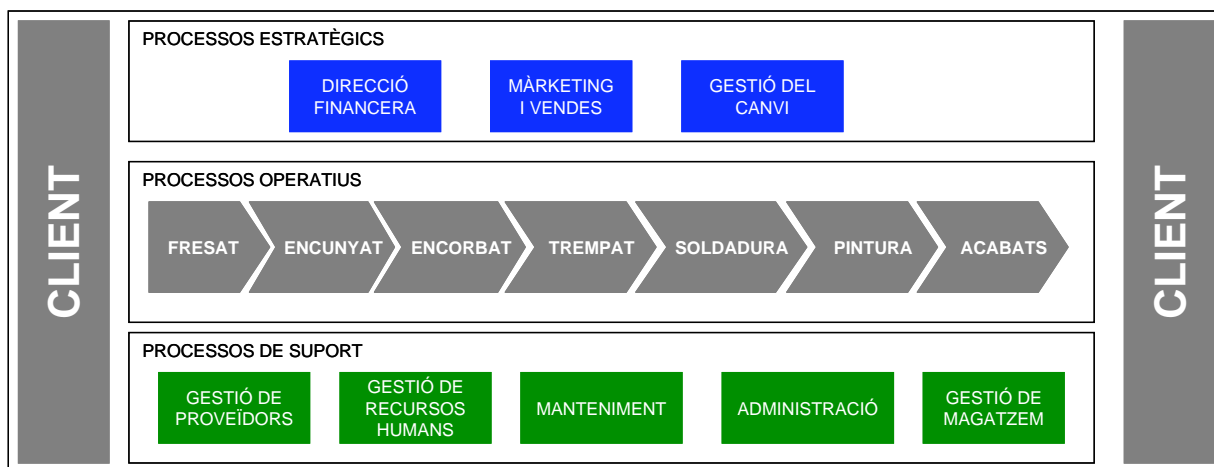 CLIENT
PROCESSOS ESTRATÈGICS
DIRECCIÓ
FINANCERA
MÀRKETING
I VENDES
GESTIÓ DEL
CANVI
PROCESSOS OPERATIUS
FRESAT
ENCUNYAT
ENCORBAT
TREMPAT
SOLDADURA
PINTURA
ACABATS
PROCESSOS DE SUPORT
GESTIÓ DE
PROVEÏDORS
GESTIÓ DE
RECURSOS
HUMANS
MANTENIMENT
ADMINISTRACIÓ
GESTIÓ DE
MAGATZEM
CLIENT